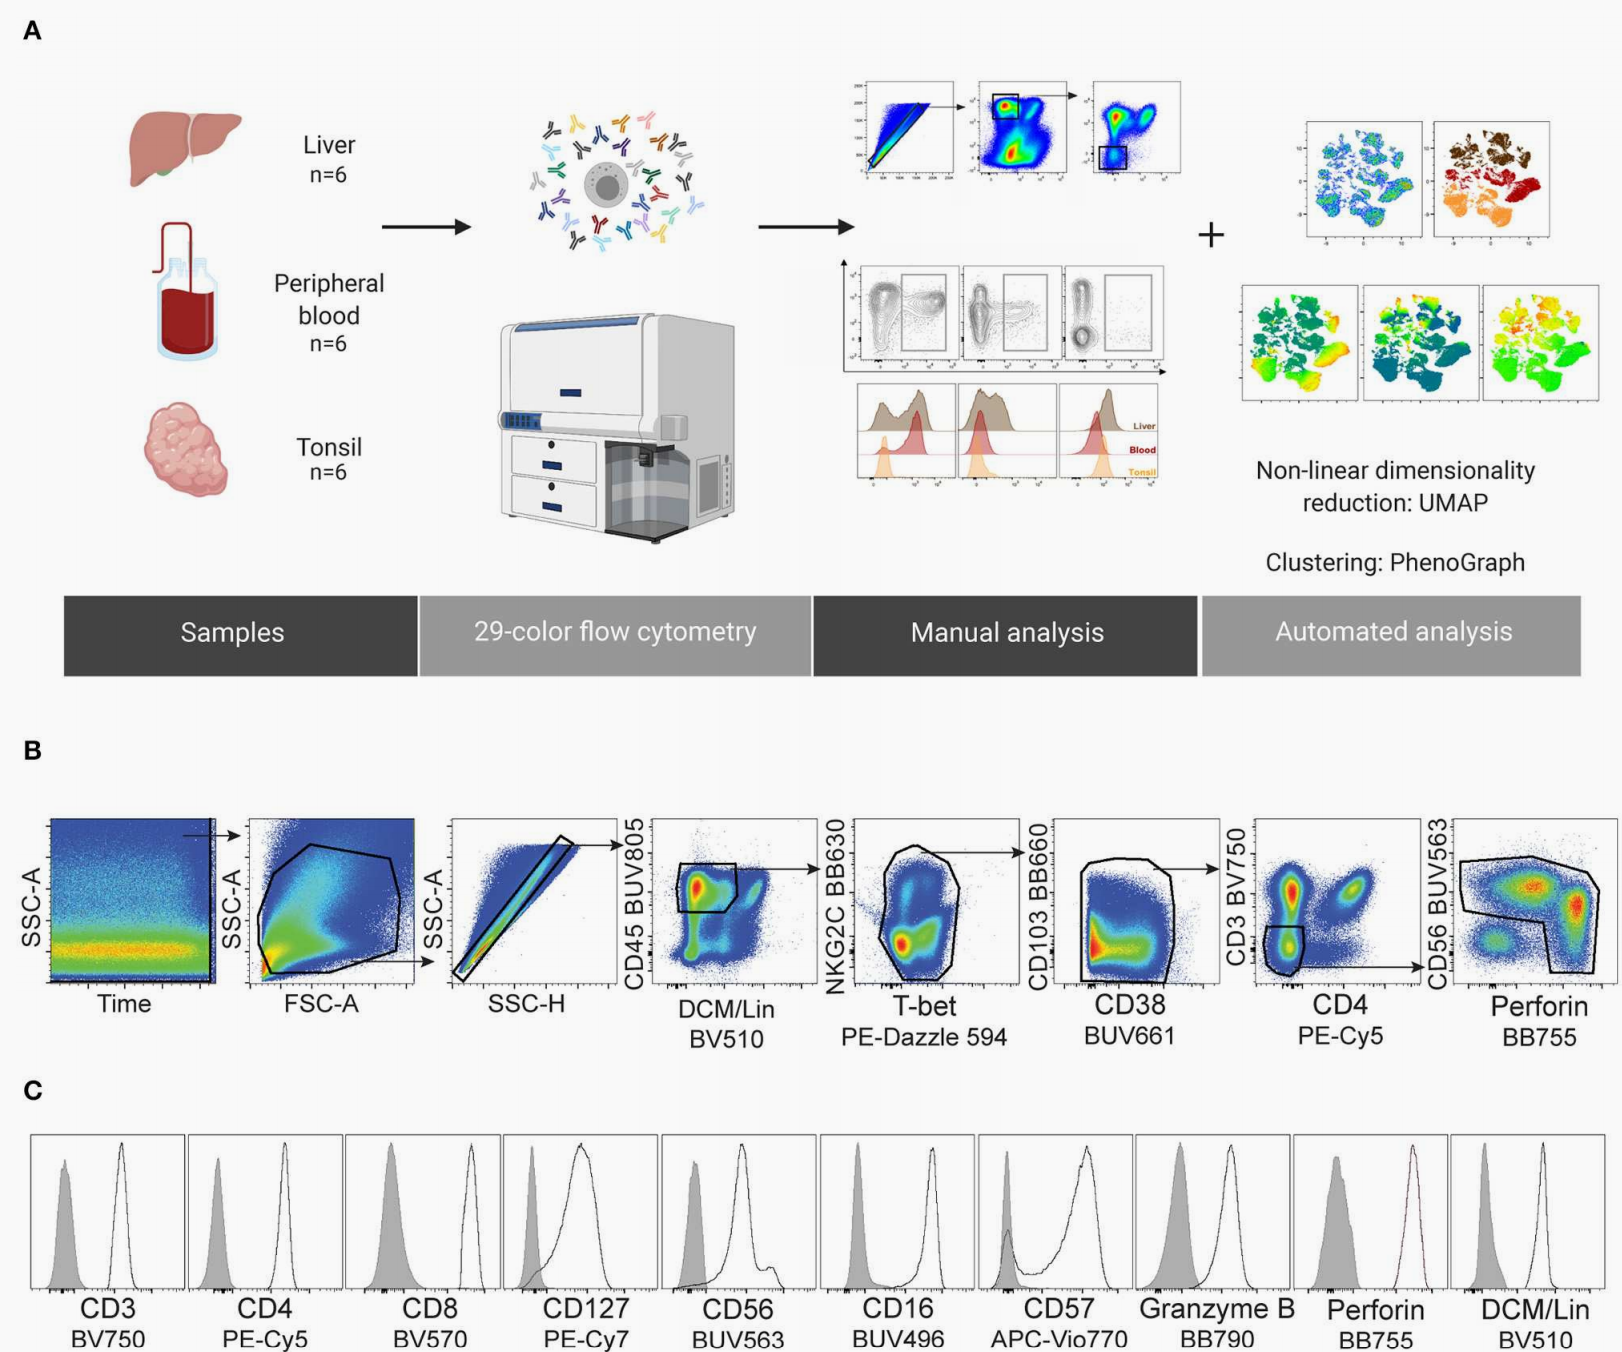 A
Liver
n=6
Peripheral
blood
n=6
Tonsil
n=6
Liver
Blood
Tonsil
+
Non-linear dimensionality
reduction: UMAP
Clustering: PhenoGraph
Samples
29-color flow cytometry
Manual analysis
Automated analysis
B
SSC-A
Time
SSC-A
FSC-A
SSC-A
SSC-H
CD45 BUV805
DCM/Lin
BV510
NKG2C BB630
T-bet
PE-Dazzle 594
CD103 BB660
CD38
BUV661
CD3 BV750
CD4
PE-Cy5
CD56 BUV563
Perforin
BB755
C
CD3
BV750
CD4
PE-Cy5
CD8
BV570
CD127
PE-Cy7
CD56
BUV563
CD16
BUV496
CD57
APC-Vio770
Granzyme B
BB790
Perforin
BB755
DCM/Lin
BV510